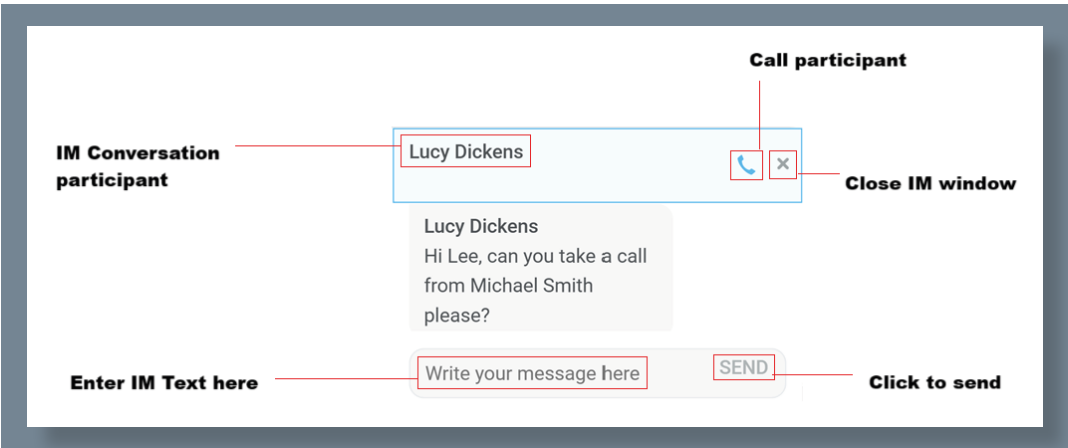 Call participant
IM Conversation
participant
Lucy Dickens
Close IM window
Lucy Dickens
Hi Lee, can you take a call
from Michael Smith
please?
Enter IM Text here
Write your message here
SEND
Click to send